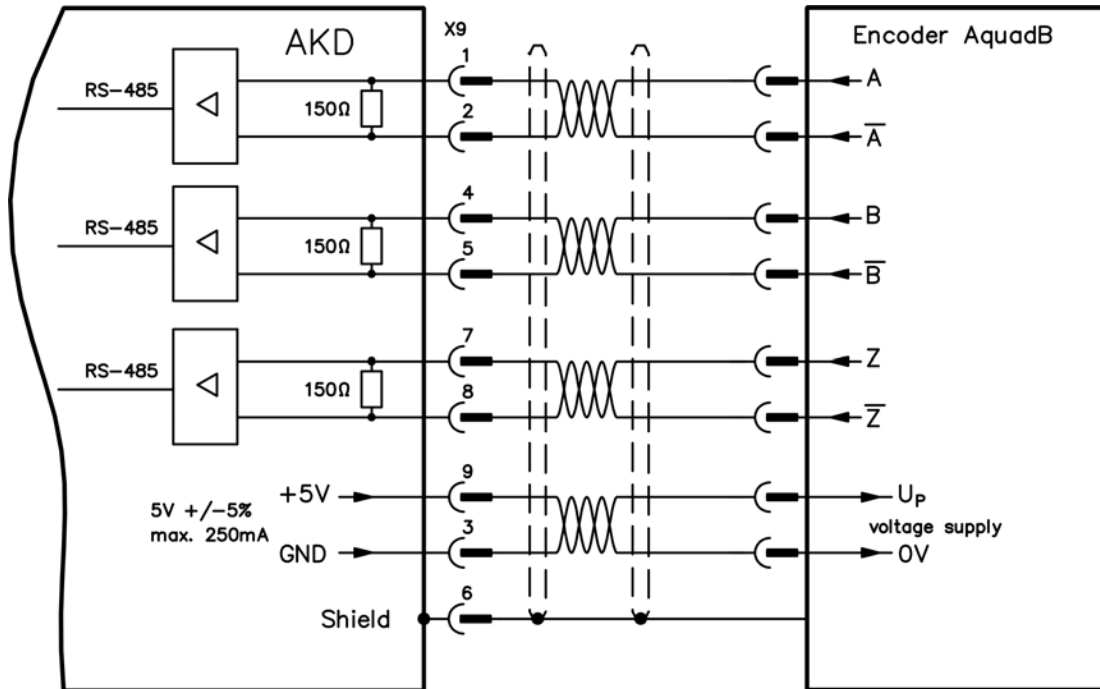 AKD
X9
Encoder AquadB
RS-485
150Ω
1
2
A
A̅
RS-485
150Ω
4
5
B
B̅
RS-485
150Ω
7
8
Z
Z̅
5V +/-5%
max. 250mA
+5V
GND
9
3
U_P
voltage supply
0V
Shield
6